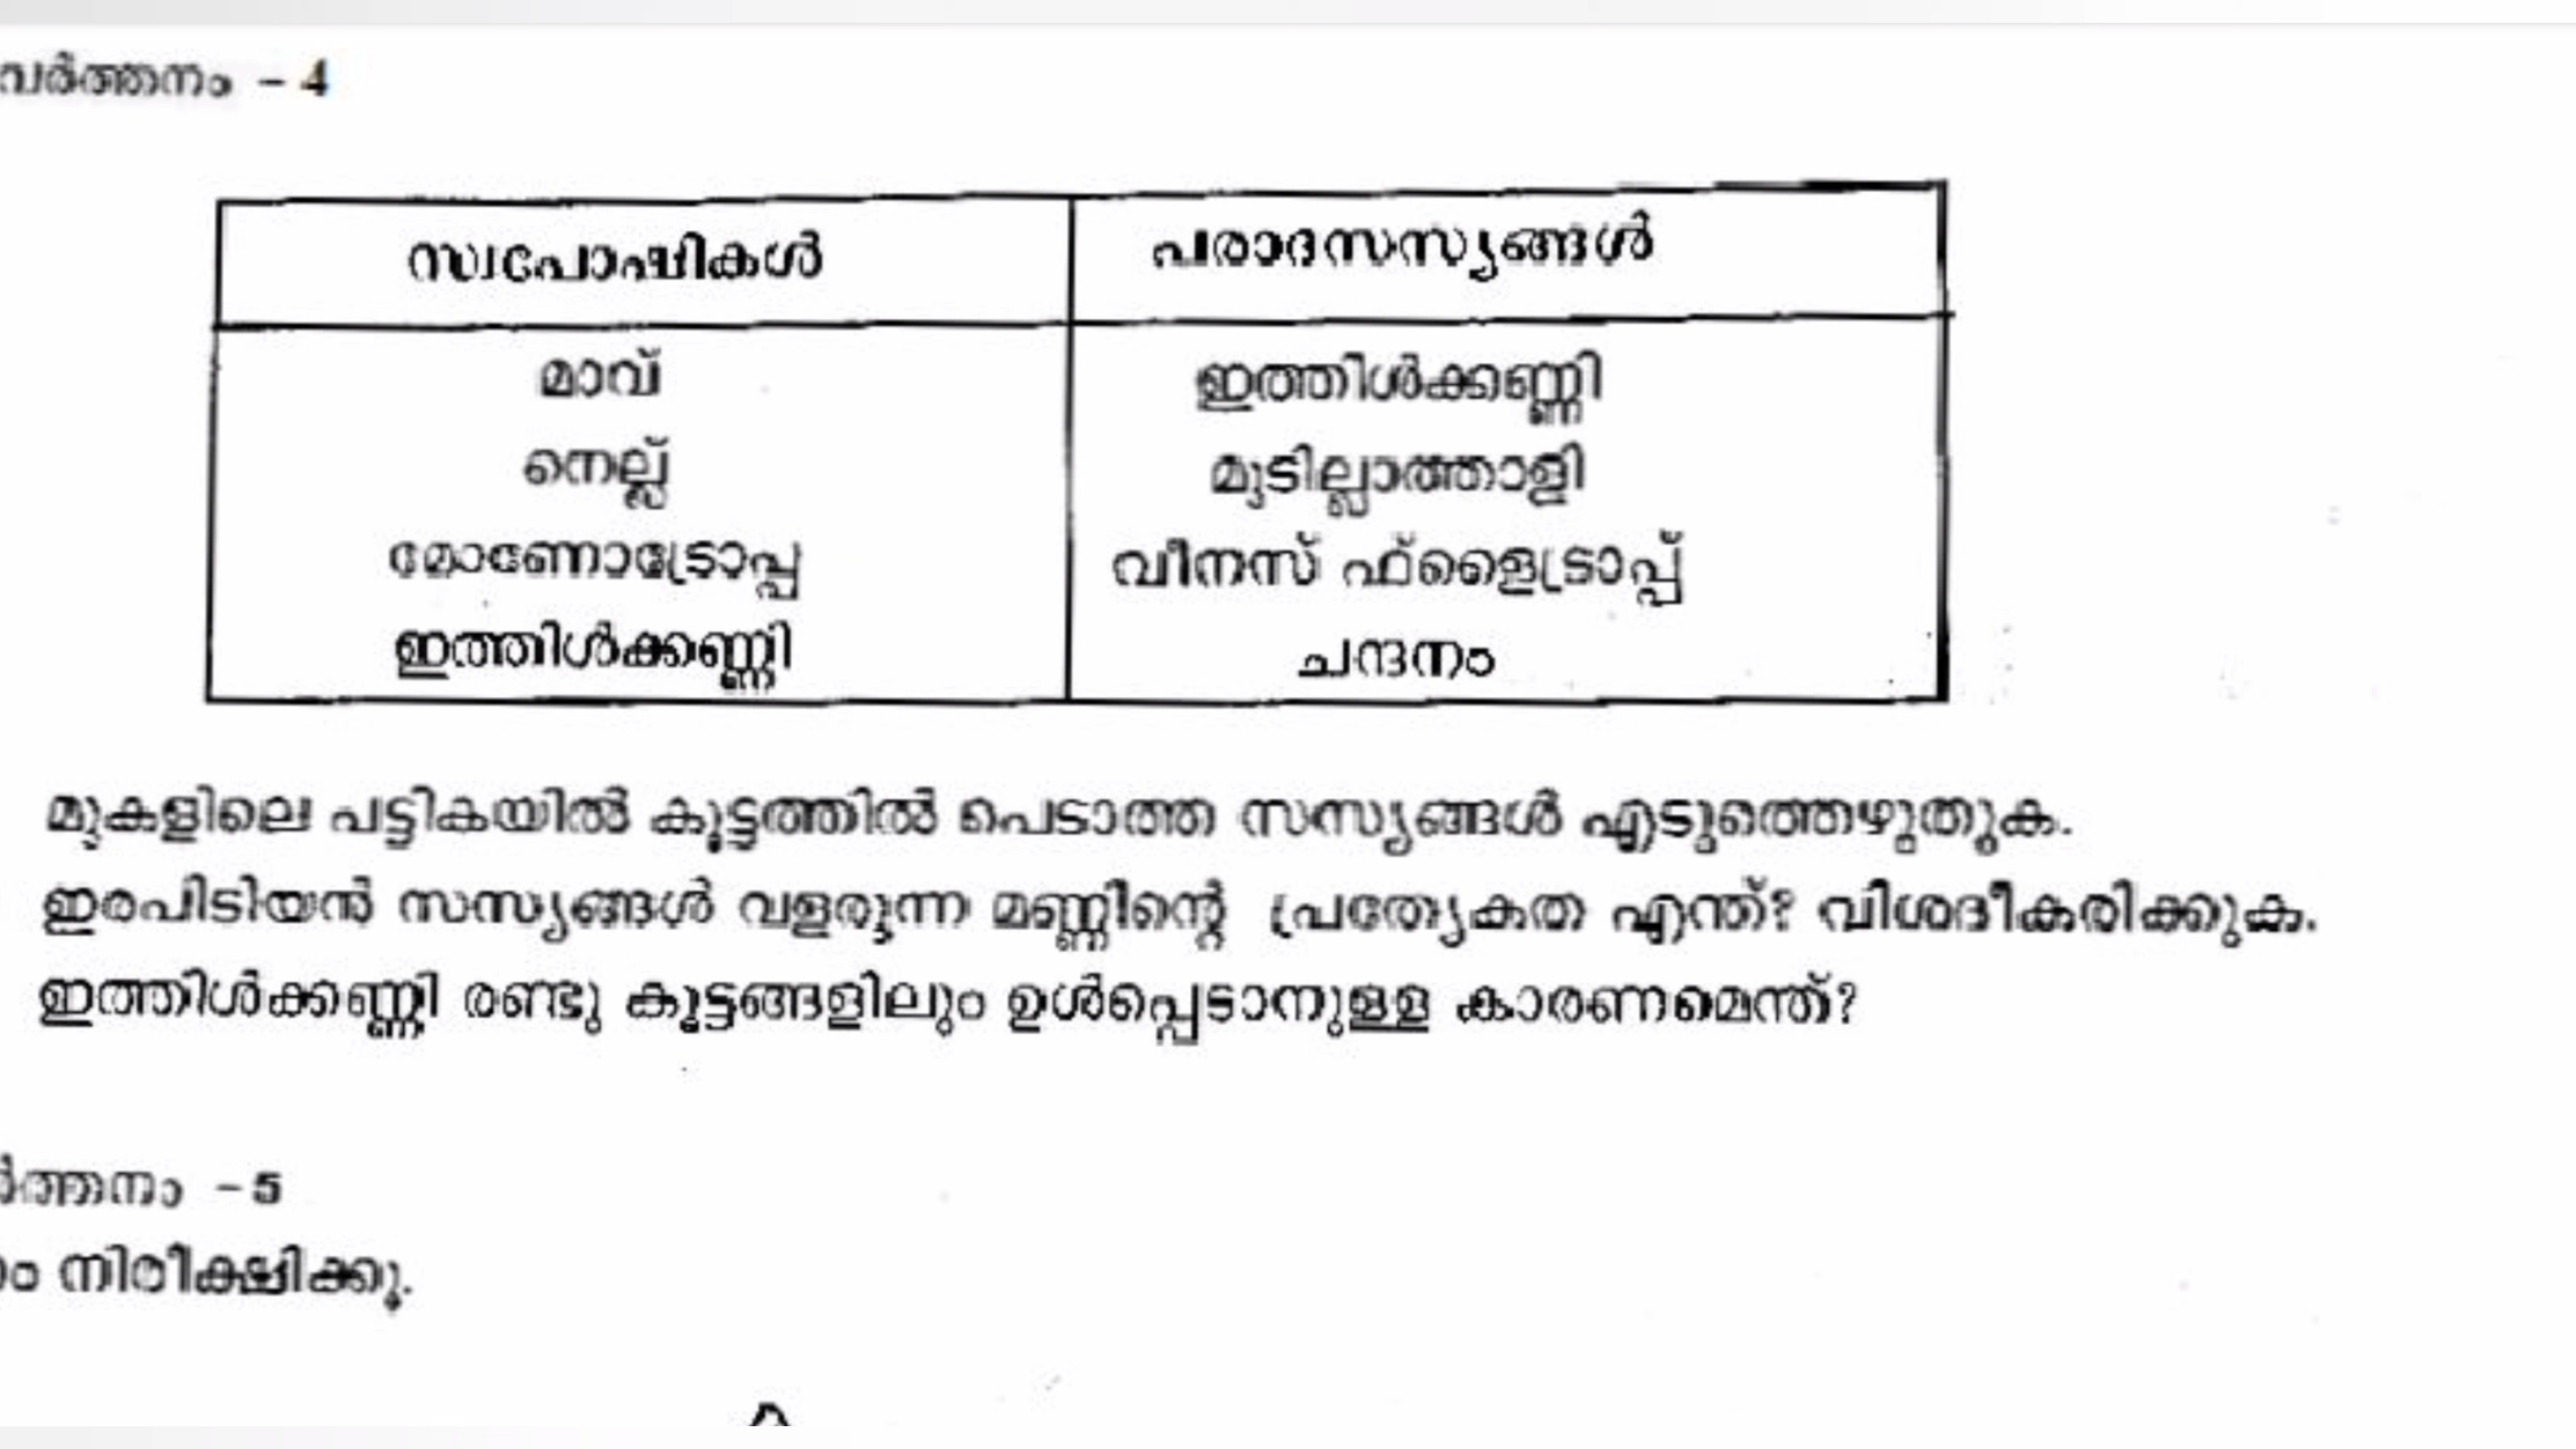 വർത്തനം – 4
സ്വപോഷികൾ പരാദസസ്യങ്ങൾ
മാവ് ഇത്തിൾക്കണ്ണി
നെല്ല് മൂടില്ലാത്താളി
മോണോട്രോപ്പ വീനസ് ഫ്ളൈട്രാപ്പ്
ഇത്തിൾക്കണ്ണി ചന്ദനം
മുകളിലെ പട്ടികയിൽ കൂട്ടത്തിൽ പെടാത്ത സസ്യങ്ങൾ എടുത്തെഴുതുക.
ഇരപിടിയൻ സസ്യങ്ങൾ വളരുന്ന മണ്ണിന്റെ പ്രത്യേകത എന്ത്? വിശദീകരിക്കുക.
ഇത്തിൾക്കണ്ണി രണ്ടു കൂട്ടങ്ങളിലും ഉൾപ്പെടാനുള്ള കാരണമെന്ത്?
ർത്തനം – 5
നിരീക്ഷിക്കൂ.